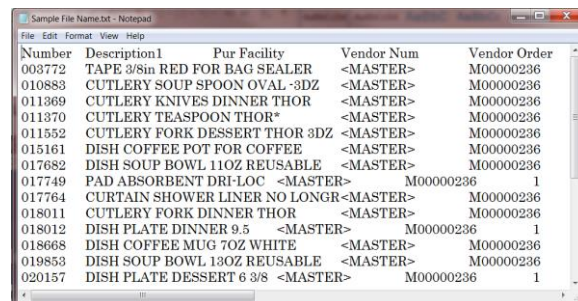 Sample File Name.txt - Notepad
File Edit Format View Help
Number Description1 Pur Facility Vendor Num Vendor Order
003772 TAPE 3/8in RED FOR BAG SEALER <MASTER> M00000236
010883 CUTLERY SOUP SPOON OVAL -3DZ <MASTER> M00000236
011369 CUTLERY KNIVES DINNER THOR <MASTER> M00000236
011370 CUTLERY TEASPOON THOR* <MASTER> M00000236
011552 CUTLERY FORK DESSERT THOR 3DZ <MASTER> M00000236
015161 DISH COFFEE POT FOR COFFEE <MASTER> M00000236
017682 DISH SOUP BOWL 11OZ REUSABLE <MASTER> M00000236
017749 PAD ABSORBENT DRI-LOC <MASTER> M00000236 1
017764 CURTAIN SHOWER LINER NO LONGR<MASTER> M00000236
018011 CUTLERY FORK DINNER THOR <MASTER> M00000236
018012 DISH PLATE DINNER 9.5 <MASTER> M00000236 1
018668 DISH COFFEE MUG 7OZ WHITE <MASTER> M00000236
019853 DISH SOUP BOWL 13OZ REUSABLE <MASTER> M00000236
020157 DISH PLATE DESSERT 6 3/8 <MASTER> M00000236 1